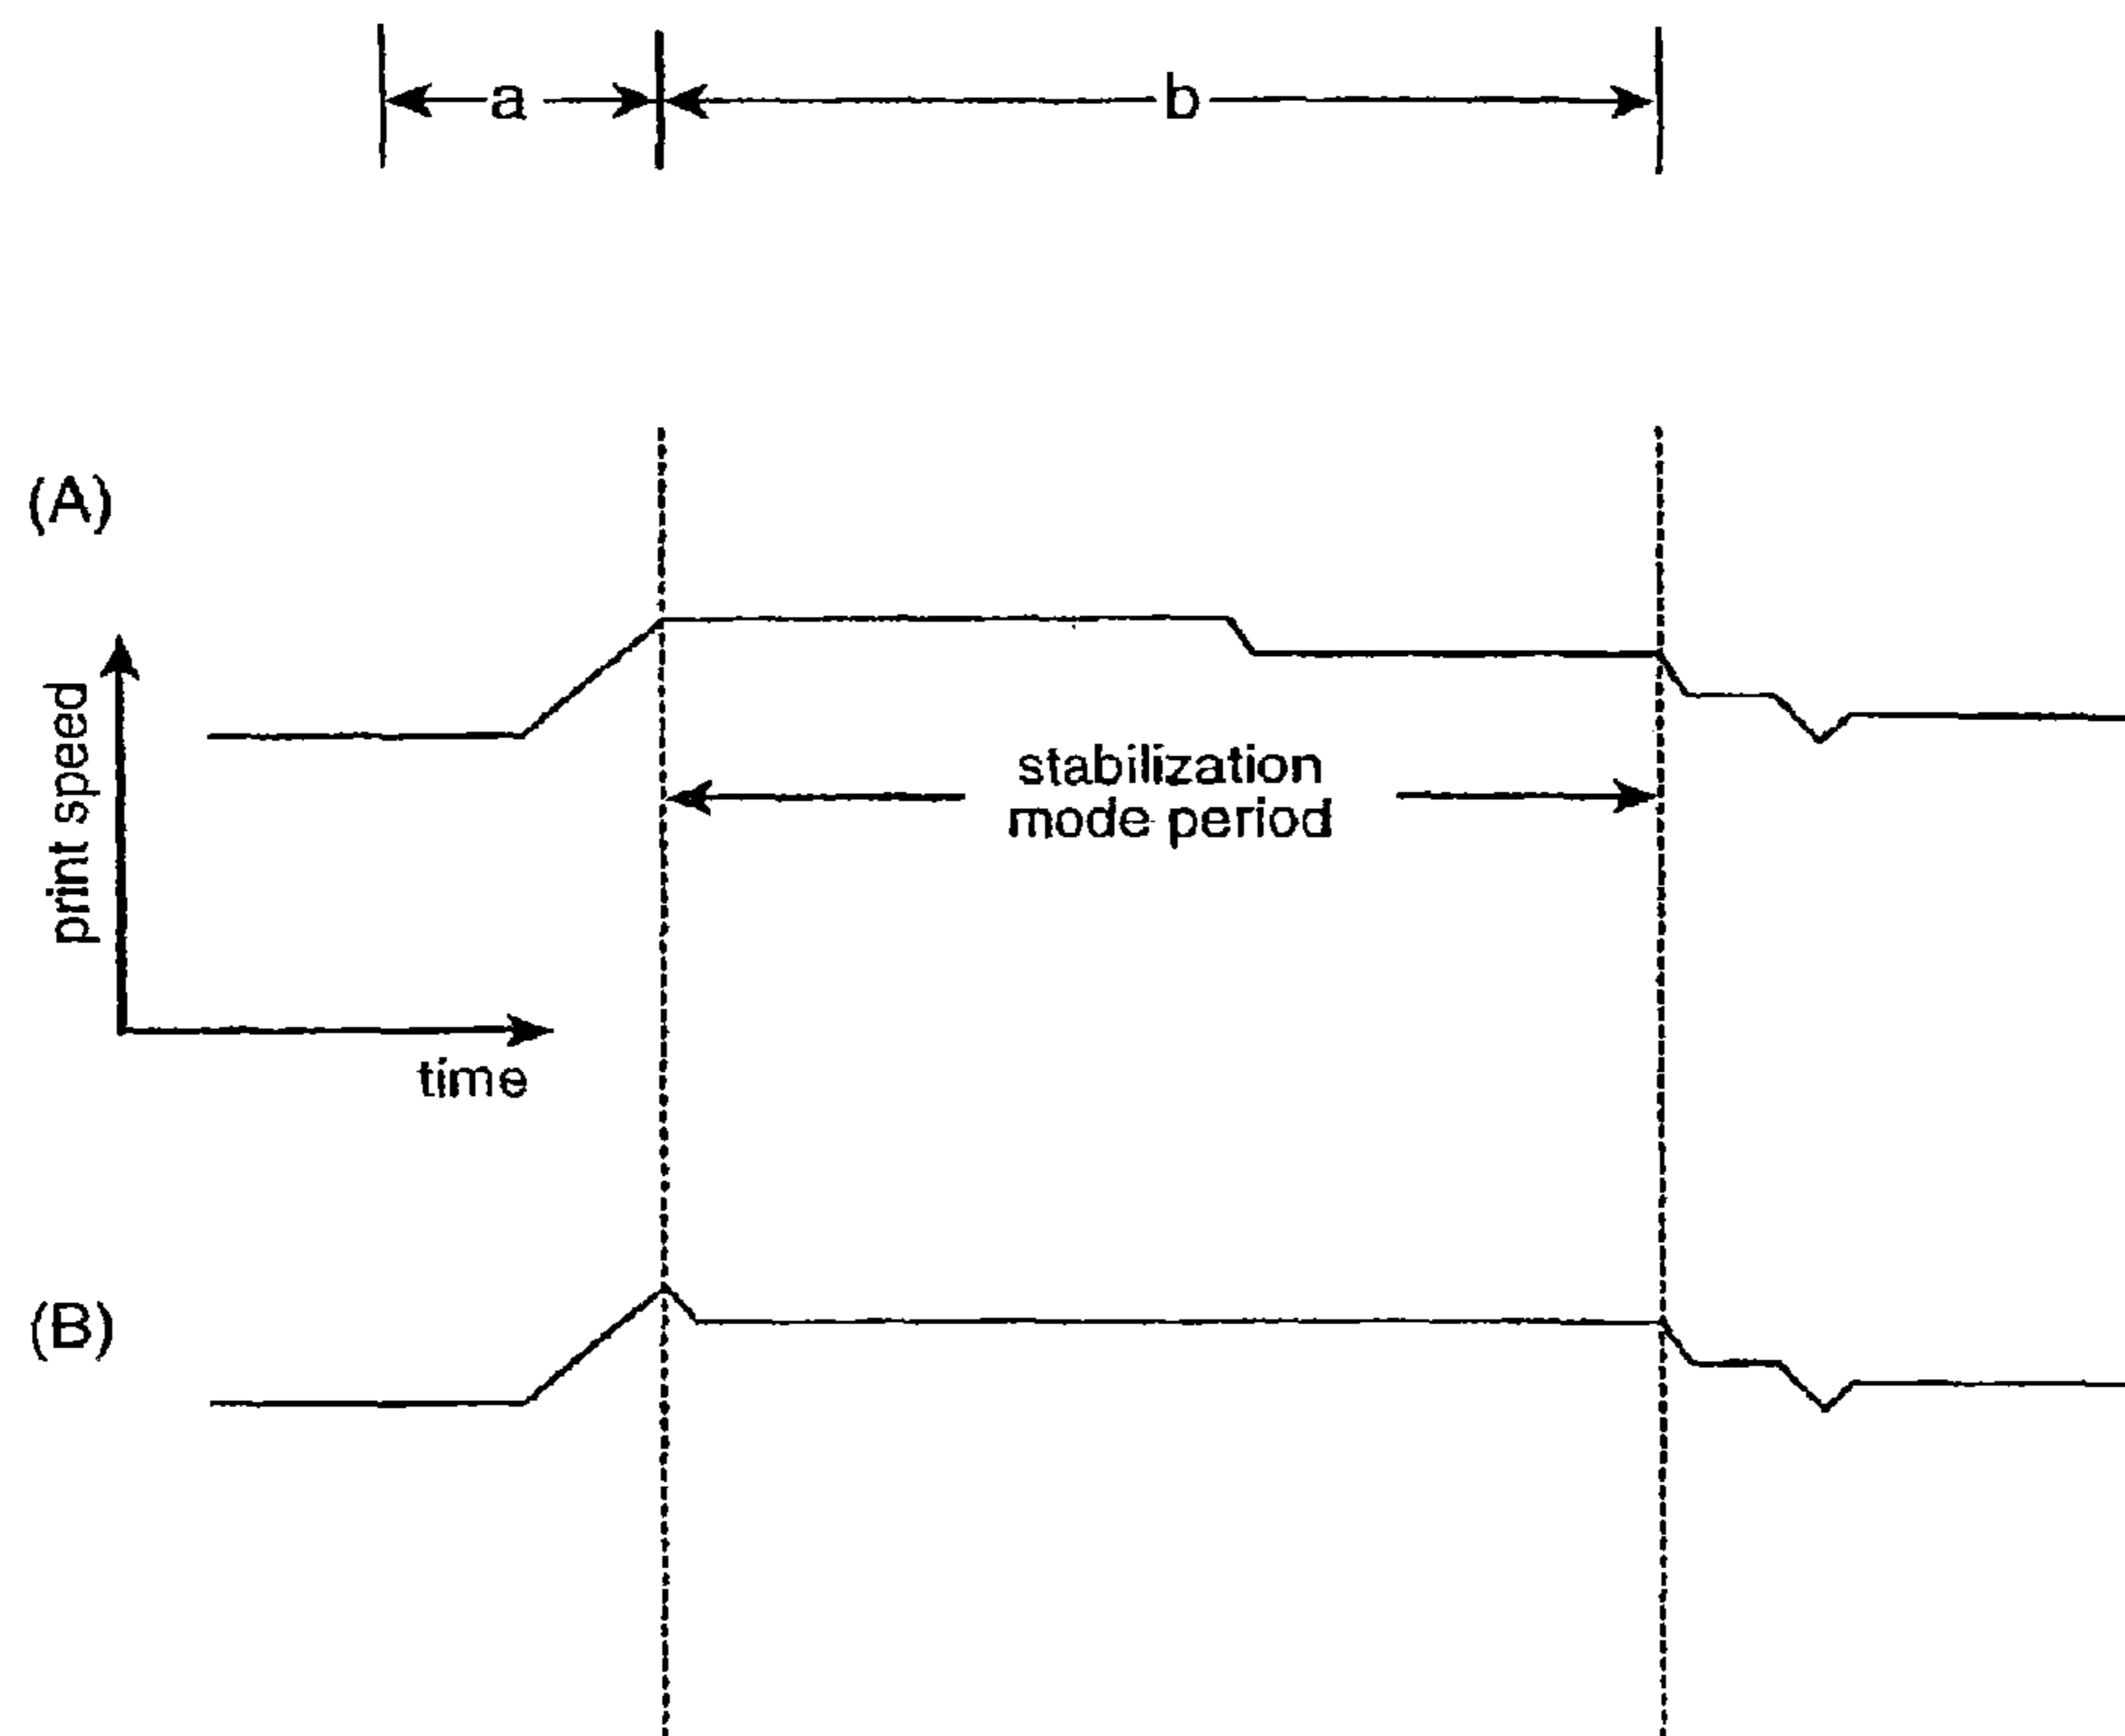 a
b
(A)
print speed
stabilization
mode period
time
(B)